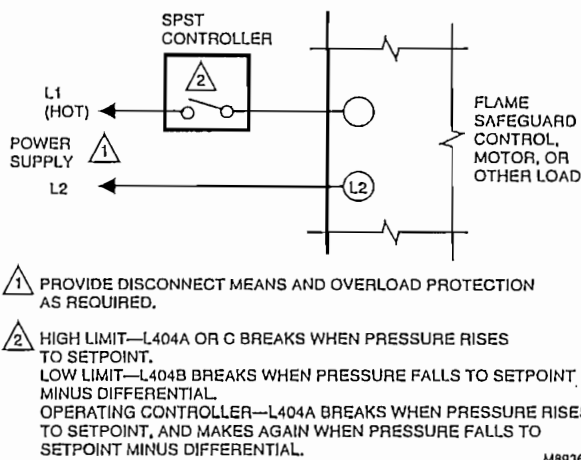 SPST
CONTROLLER
2
L1
(HOT)
POWER
SUPPLY
1
L2
L2
FLAME
SAFEGUARD
CONTROL,
MOTOR, OR
OTHER LOAD
1 PROVIDE DISCONNECT MEANS AND OVERLOAD PROTECTION
AS REQUIRED.
2 HIGH LIMIT—L404A OR C BREAKS WHEN PRESSURE RISES
TO SETPOINT.
LOW LIMIT—L404B BREAKS WHEN PRESSURE FALLS TO SETPOINT
MINUS DIFFERENTIAL.
OPERATING CONTROLLER—L404A BREAKS WHEN PRESSURE RISES
TO SETPOINT, AND MAKES AGAIN WHEN PRESSURE FALLS TO
SETPOINT MINUS DIFFERENTIAL.